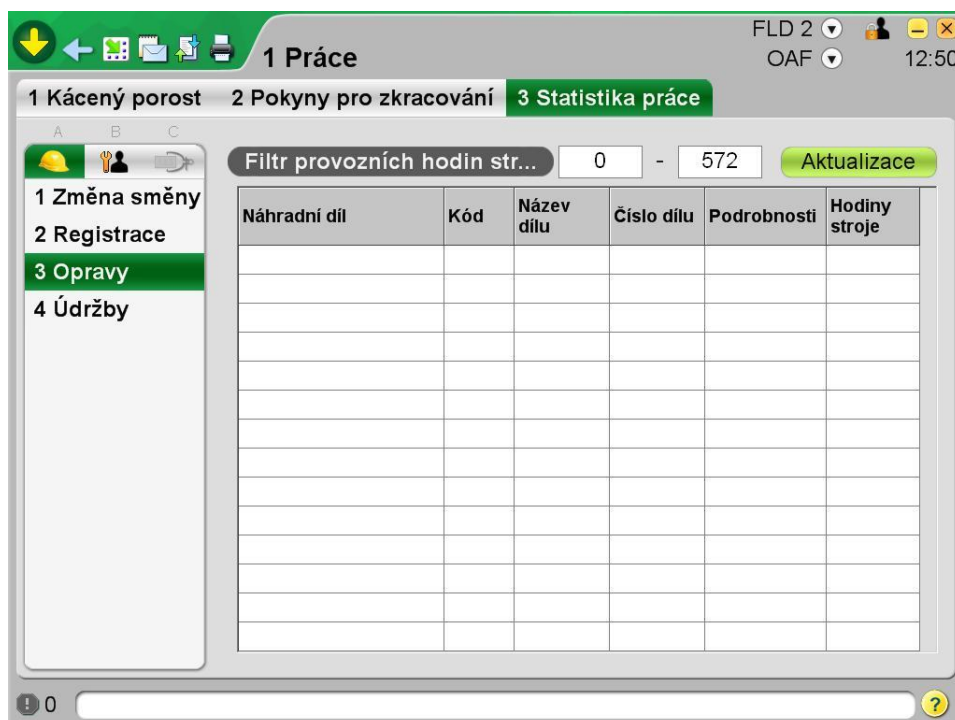 FLD 2
1 Práce
OAF
12:50
1 Kácený porost 2 Pokyny pro zkracování 3 Statistika práce
A B C
Filtr provozních hodin str... 0 - 572 Aktualizace
1 Změna směny
2 Registrace
3 Opravy
4 Údržby
Náhradní díl Kód Název dílu Číslo dílu Podrobnosti Hodiny stroje
! 0
?